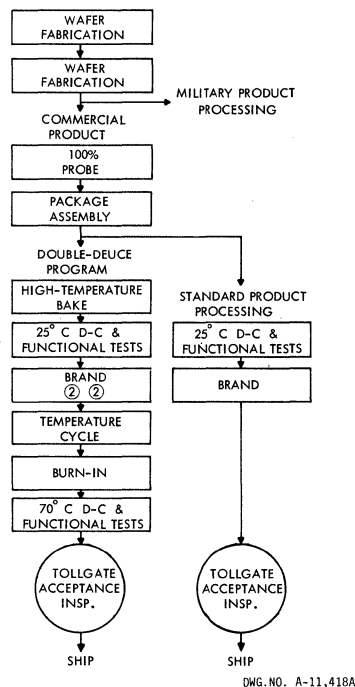 WAFER
FABRICATION
WAFER
FABRICATION
MILITARY PRODUCT
PROCESSING
COMMERCIAL
PRODUCT
100%
PROBE
PACKAGE
ASSEMBLY
DOUBLE-DEUCE
PROGRAM
HIGH-TEMPERATURE
BAKE
25° C D-C &
FUNCTIONAL TESTS
BRAND
② ②
TEMPERATURE
CYCLE
BURN-IN
70° C D-C &
FUNCTIONAL TESTS
TOLLGATE
ACCEPTANCE
INSP.
SHIP
STANDARD PRODUCT
PROCESSING
25° C D-C &
FUNCTIONAL TESTS
BRAND
TOLLGATE
ACCEPTANCE
INSP.
SHIP
DWG.NO. A-11,418A